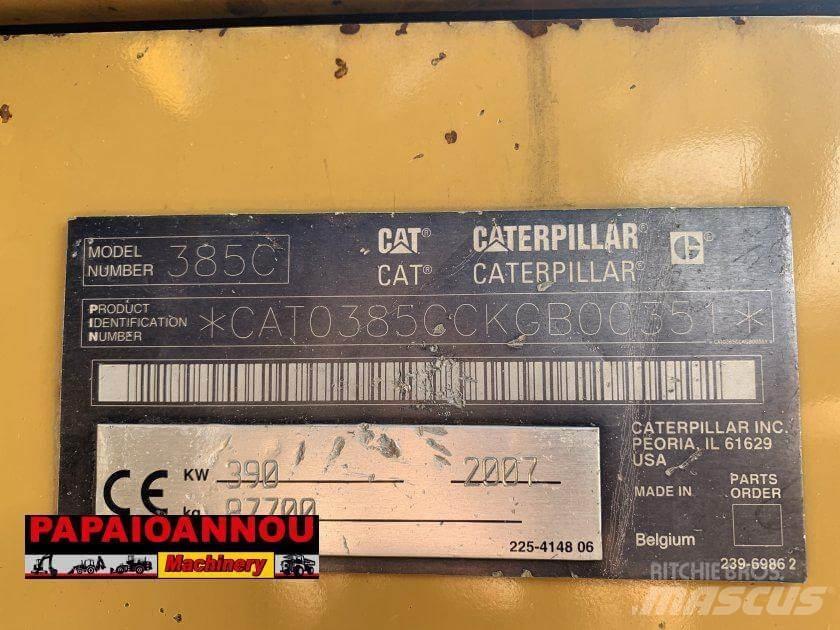 MODEL NUMBER 385C
CAT® CATERPILLAR®
CAT® CATERPILLAR®
PRODUCT IDENTIFICATION NUMBER *CAT0385CCKGB00351*
CAT0385CCKGB00351
CATERPILLAR INC.
PEORIA, IL 61629
USA
CE KW 390 2007
kg 87700
225-4148 06
MADE IN Belgium
PARTS ORDER
239-6986 2
PAPAIOANNOU
Machinery
RITCHIE BROS.
MASCUS